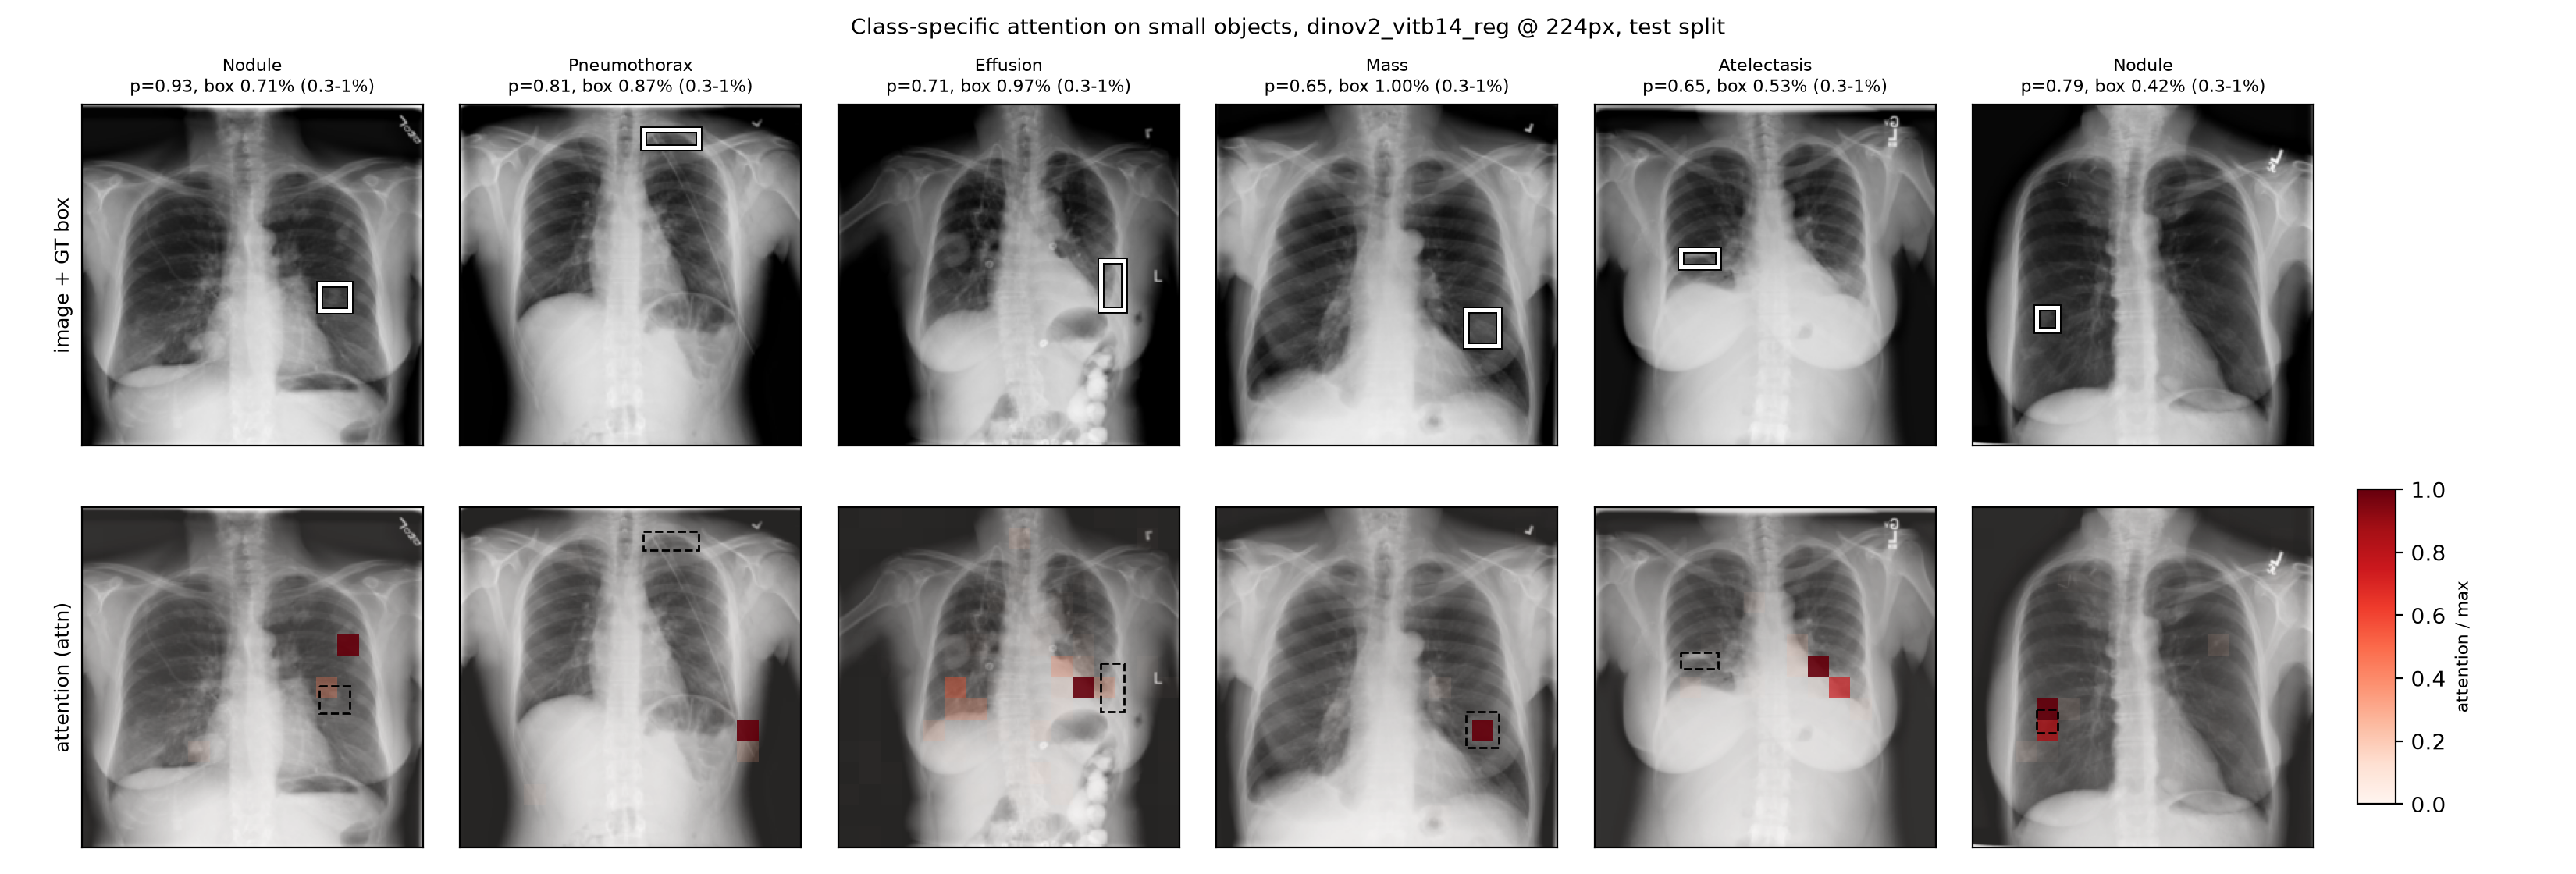 Class-specific attention on small objects, dinov2_vitb14_reg @ 224px, test split
Nodule
p=0.93, box 0.71% (0.3-1%)
Pneumothorax
p=0.81, box 0.87% (0.3-1%)
Effusion
p=0.71, box 0.97% (0.3-1%)
Mass
p=0.65, box 1.00% (0.3-1%)
Atelectasis
p=0.65, box 0.53% (0.3-1%)
Nodule
p=0.79, box 0.42% (0.3-1%)
image + GT box
L
attention (attn)
L
1.0
0.8
0.6
0.4
0.2
0.0
attention / max